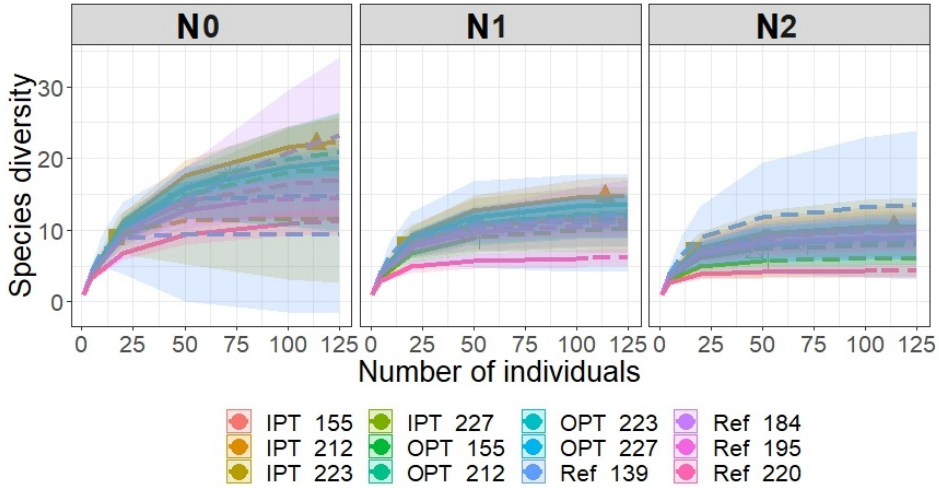 N0 N1 N2
Species diversity
30
20
10
0
0 25 50 75 100 125 0 25 50 75 100 125 0 25 50 75 100 125
Number of individuals
IPT 155 IPT 227 OPT 223 Ref 184
IPT 212 OPT 155 OPT 227 Ref 195
IPT 223 OPT 212 Ref 139 Ref 220